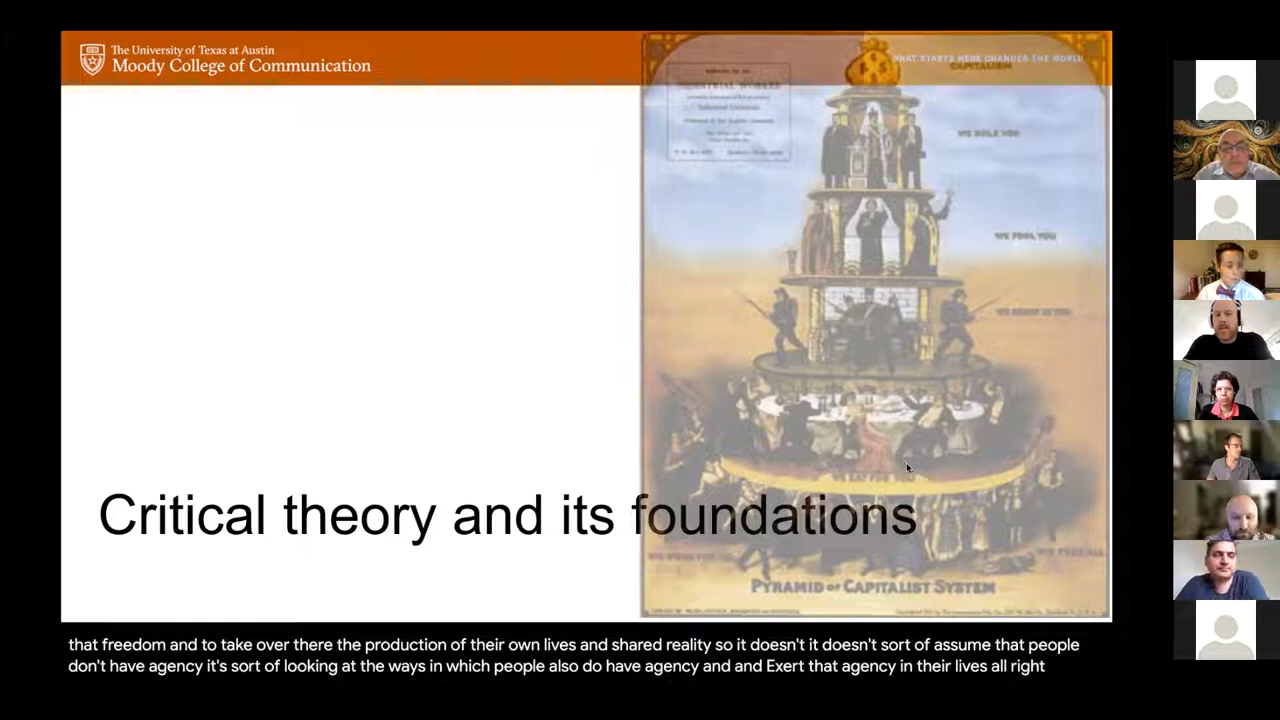 The University of Texas at Austin
Moody College of Communication
WHAT STARTS HERE CHANGES THE WORLD
CAPITALISM
INDUSTRIAL WORKER
WE RULE YOU
WE FOOL YOU
WE SHOOT AT YOU
Critical theory and its foundations
WE FEED ALL
PYRAMID OF CAPITALIST SYSTEM
that freedom and to take over there the production of their own lives and shared reality so it doesn't it doesn't sort of assume that people
don't have agency it's sort of looking at the ways in which people also do have agency and and Exert that agency in their lives all right